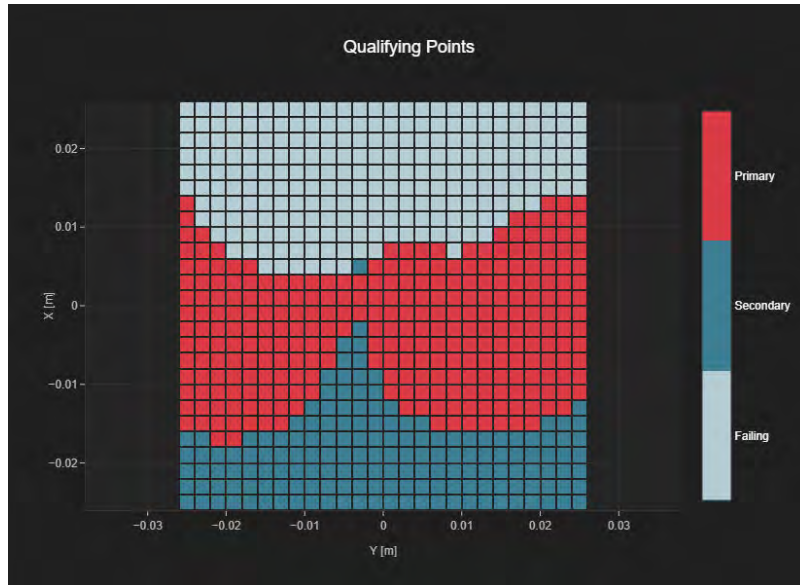 Qualifying Points
0.02
0.01
0
−0.01
−0.02
X [m]
−0.03
−0.02
−0.01
0
0.01
0.02
0.03
Y [m]
Primary
Secondary
Failing